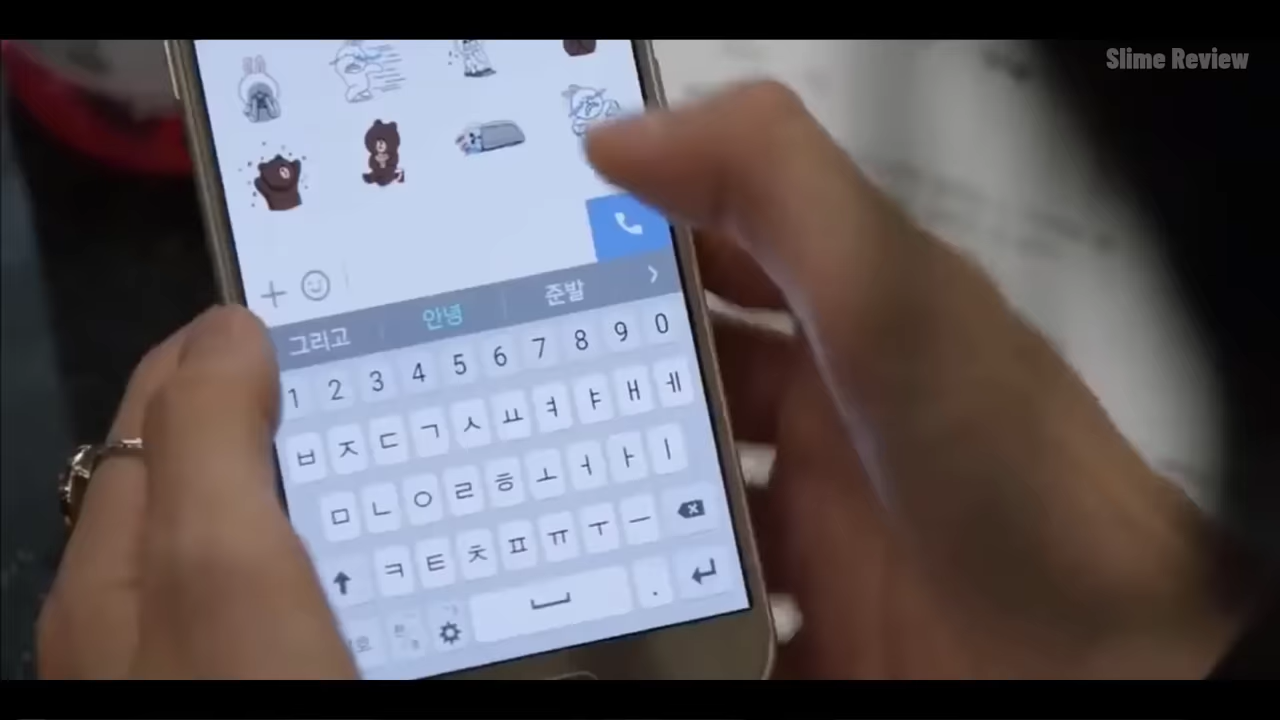 Slime Review
그리고 안녕 준발
1 2 3 4 5 6 7 8 9 0
ㅂ ㅈ ㄷ ㄱ ㅅ ㅛ ㅕ ㅑ ㅐ ㅔ
ㅁ ㄴ ㅇ ㄹ ㅎ ㅗ ㅓ ㅏ ㅣ
ㅋ ㅌ ㅊ ㅍ ㅠ ㅜ ㅡ
.